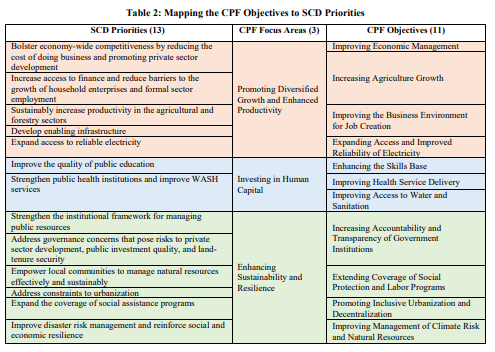 Table 2: Mapping the CPF Objectives to SCD Priorities
SCD Priorities (13)
Bolster economy-wide competitiveness by reducing the
cost of doing business and promoting private sector
development
Increase access to finance and reduce barriers to the
growth of household enterprises and formal sector
employment
Sustainably increase productivity in the agricultural and
forestry sectors
Develop enabling infrastructure
Expand access to reliable electricity
Improve the quality of public education
Strengthen public health institutions and improve WASH
services
Strengthen the institutional framework for managing
public resources
Address governance concerns that pose risks to private
sector development, public investment quality, and land-
tenure security
Empower local communities to manage natural resources
effectively and sustainably
Address constraints to urbanization
Expand the coverage of social assistance programs
Improve disaster risk management and reinforce social and
economic resilience
CPF Focus Areas (3)
Promoting Diversified
Growth and Enhanced
Productivity
Investing in Human
Capital
Enhancing
Sustainability and
Resilience
CPF Objectives (11)
Improving Economic Management
Increasing Agriculture Growth
Improving the Business Environment
for Job Creation
Expanding Access and Improved
Reliability of Electricity
Enhancing the Skills Base
Improving Health Service Delivery
Improving Access to Water and
Sanitation
Increasing Accountability and
Transparency of Government
Institutions
Extending Coverage of Social
Protection and Labor Programs
Promoting Inclusive Urbanization and
Decentralization
Improving Management of Climate Risk
and Natural Resources